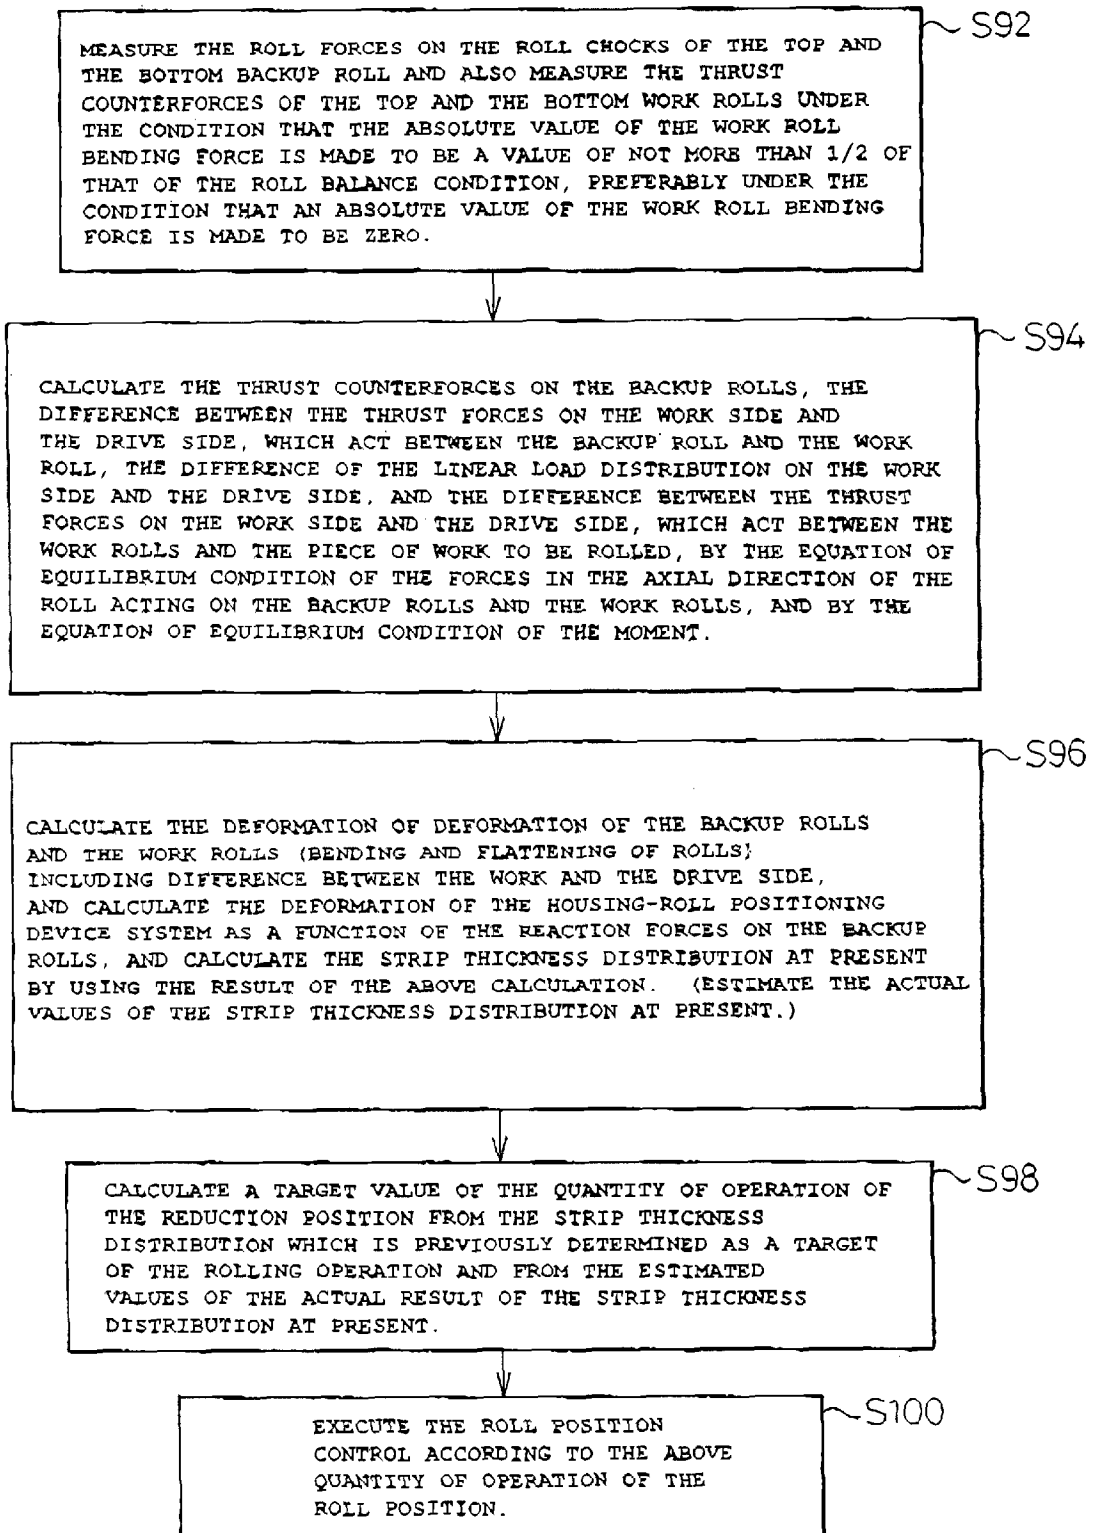 S92
MEASURE THE ROLL FORCES ON THE ROLL CHOCKS OF THE TOP AND
THE BOTTOM BACKUP ROLL AND ALSO MEASURE THE THRUST
COUNTERFORCES OF THE TOP AND THE BOTTOM WORK ROLLS UNDER
THE CONDITION THAT THE ABSOLUTE VALUE OF THE WORK ROLL
BENDING FORCE IS MADE TO BE A VALUE OF NOT MORE THAN 1/2 OF
THAT OF THE ROLL BALANCE CONDITION, PREFERABLY UNDER THE
CONDITION THAT AN ABSOLUTE VALUE OF THE WORK ROLL BENDING
FORCE IS MADE TO BE ZERO.
S94
CALCULATE THE THRUST COUNTERFORCES ON THE BACKUP ROLLS, THE
DIFFERENCE BETWEEN THE THRUST FORCES ON THE WORK SIDE AND
THE DRIVE SIDE, WHICH ACT BETWEEN THE BACKUP ROLL AND THE WORK
ROLL, THE DIFFERENCE OF THE LINEAR LOAD DISTRIBUTION ON THE WORK
SIDE AND THE DRIVE SIDE, AND THE DIFFERENCE BETWEEN THE THRUST
FORCES ON THE WORK SIDE AND THE DRIVE SIDE, WHICH ACT BETWEEN THE
WORK ROLLS AND THE PIECE OF WORK TO BE ROLLED, BY THE EQUATION OF
EQUILIBRIUM CONDITION OF THE FORCES IN THE AXIAL DIRECTION OF THE
ROLL ACTING ON THE BACKUP ROLLS AND THE WORK ROLLS, AND BY THE
EQUATION OF EQUILIBRIUM CONDITION OF THE MOMENT.
S96
CALCULATE THE DEFORMATION OF DEFORMATION OF THE BACKUP ROLLS
AND THE WORK ROLLS (BENDING AND FLATTENING OF ROLLS)
INCLUDING DIFFERENCE BETWEEN THE WORK AND THE DRIVE SIDE,
AND CALCULATE THE DEFORMATION OF THE HOUSING-ROLL POSITIONING
DEVICE SYSTEM AS A FUNCTION OF THE REACTION FORCES ON THE BACKUP
ROLLS, AND CALCULATE THE STRIP THICKNESS DISTRIBUTION AT PRESENT
BY USING THE RESULT OF THE ABOVE CALCULATION. (ESTIMATE THE ACTUAL
VALUES OF THE STRIP THICKNESS DISTRIBUTION AT PRESENT.)
S98
CALCULATE A TARGET VALUE OF THE QUANTITY OF OPERATION OF
THE REDUCTION POSITION FROM THE STRIP THICKNESS
DISTRIBUTION WHICH IS PREVIOUSLY DETERMINED AS A TARGET
OF THE ROLLING OPERATION AND FROM THE ESTIMATED
VALUES OF THE ACTUAL RESULT OF THE STRIP THICKNESS
DISTRIBUTION AT PRESENT.
S100
EXECUTE THE ROLL POSITION
CONTROL ACCORDING TO THE ABOVE
QUANTITY OF OPERATION OF THE
ROLL POSITION.